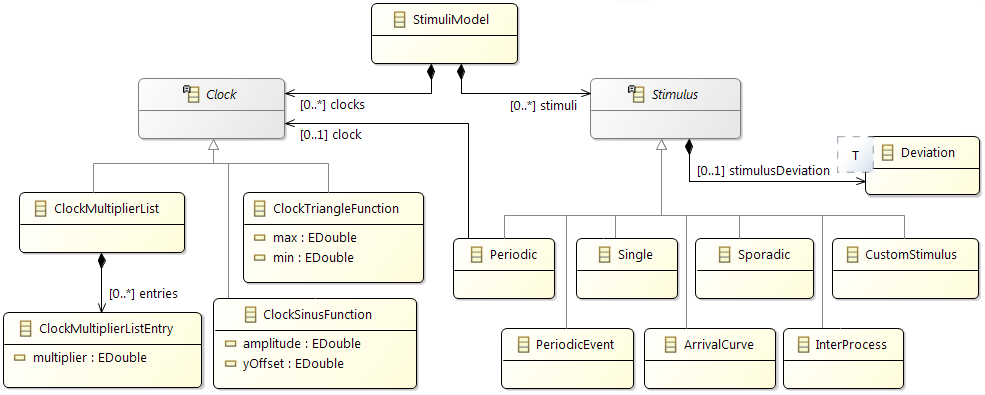 StimuliModel
Clock
[0..*] clocks
[0..*] stimuli
Stimulus
[0..1] clock
T
Deviation
[0..1] stimulusDeviation
ClockMultiplierList
ClockTriangleFunction
max : EDouble
min : EDouble
Periodic
Single
Sporadic
CustomStimulus
[0..*] entries
ClockMultiplierListEntry
multiplier : EDouble
ClockSinusFunction
amplitude : EDouble
yOffset : EDouble
PeriodicEvent
ArrivalCurve
InterProcess